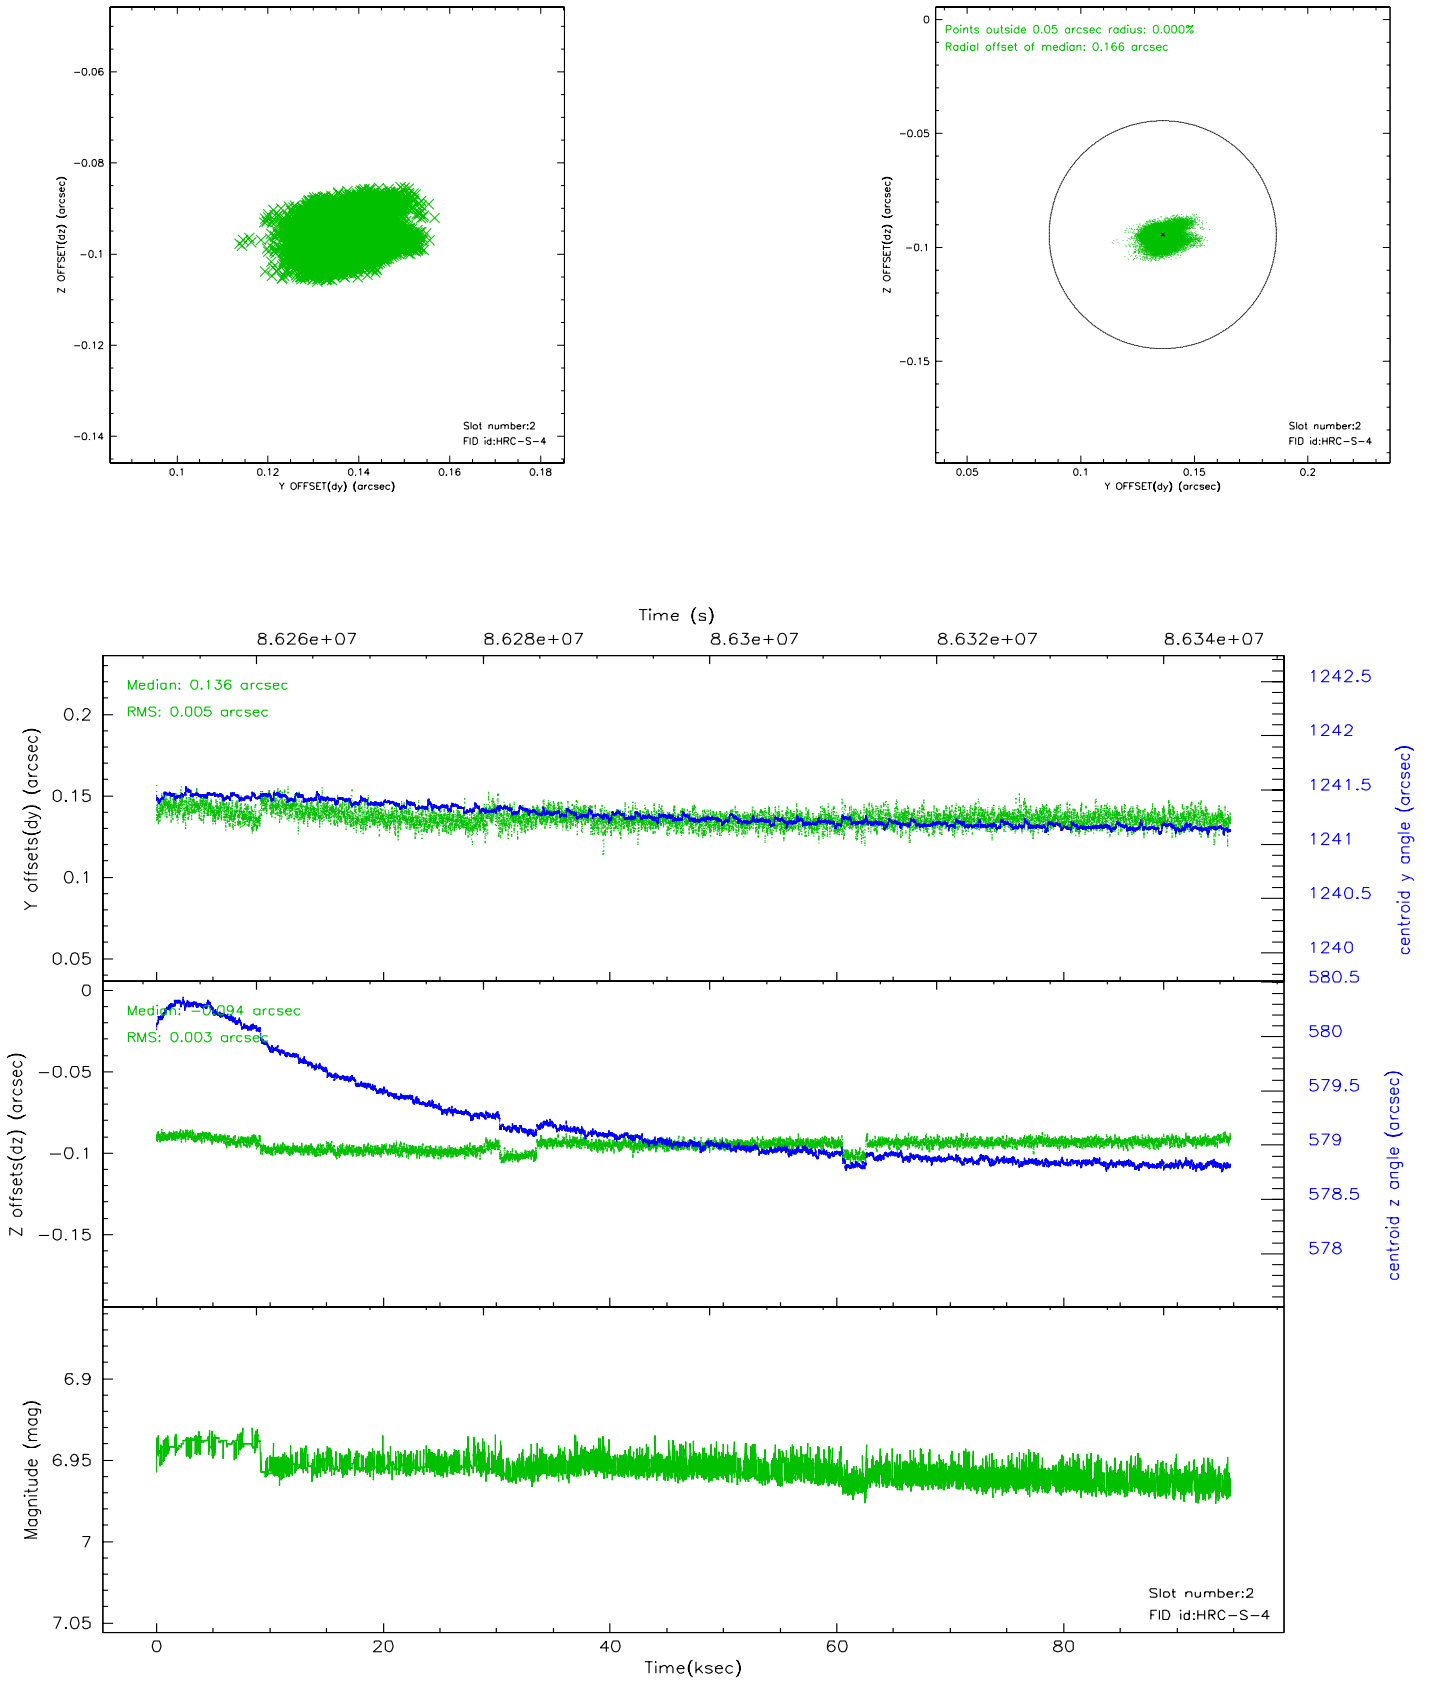 −0.06
−0.08
−0.1
−0.12
−0.14
Z OFFSET(dz) (arcsec)
0.1 0.12 0.14 0.16 0.18
Y OFFSET(dy) (arcsec)
Slot number:2
FID id:HRC−S−4
Points outside 0.05 arcsec radius: 0.000%
Radial offset of median: 0.166 arcsec
0
−0.05
−0.1
−0.15
Z OFFSET(dz) (arcsec)
0.05 0.1 0.15 0.2
Y OFFSET(dy) (arcsec)
Slot number:2
FID id:HRC−S−4
Time (s)
8.626e+07 8.628e+07 8.63e+07 8.632e+07 8.634e+07
Median: 0.136 arcsec
RMS: 0.005 arcsec
0.2
0.15
0.1
0.05
Y offsets(dy) (arcsec)
1242.5
1242
1241.5
1241
1240.5
1240
centroid y angle (arcsec)
Median: −0.094 arcsec
RMS: 0.003 arcsec
0
−0.05
−0.1
−0.15
Z offsets(dz) (arcsec)
580.5
580
579.5
579
578.5
578
centroid z angle (arcsec)
6.9
6.95
7
7.05
Magnitude (mag)
Slot number:2
FID id:HRC−S−4
0 20 40 60 80
Time(ksec)